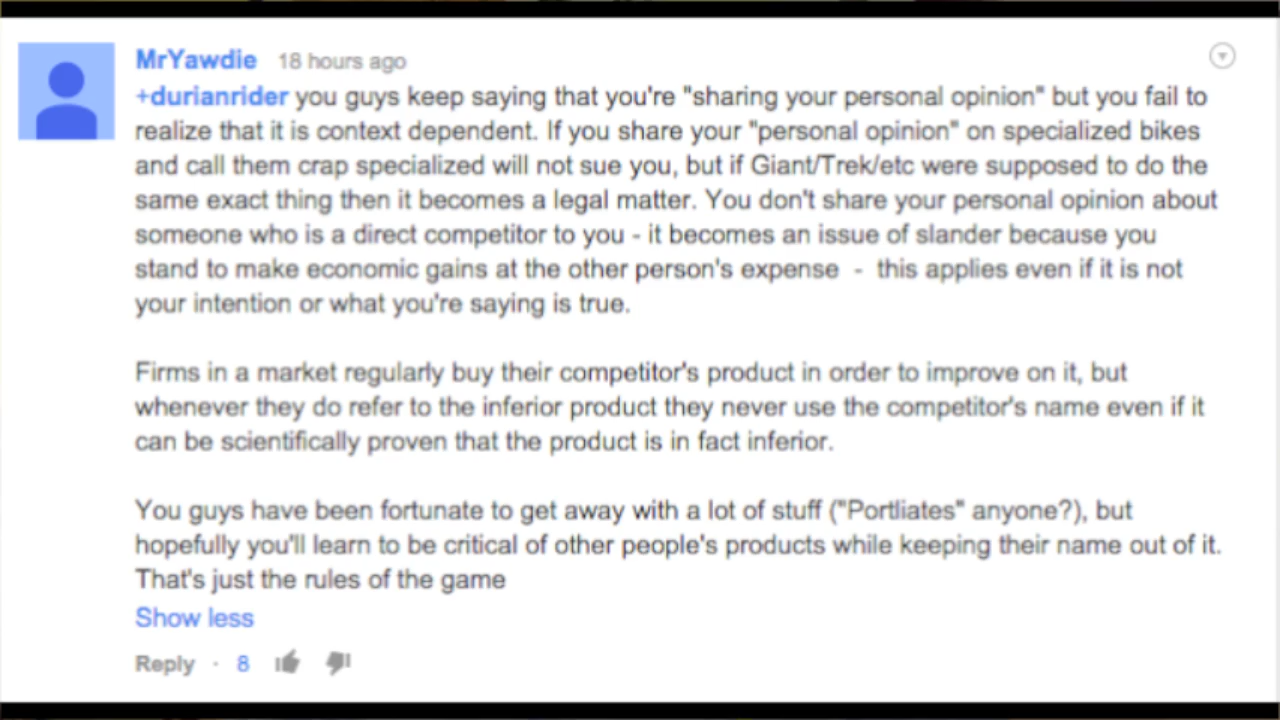 MrYawdie 18 hours ago
+durianrider you guys keep saying that you're "sharing your personal opinion" but you fail to
realize that it is context dependent. If you share your "personal opinion" on specialized bikes
and call them crap specialized will not sue you, but if Giant/Trek/etc were supposed to do the
same exact thing then it becomes a legal matter. You don't share your personal opinion about
someone who is a direct competitor to you - it becomes an issue of slander because you
stand to make economic gains at the other person's expense - this applies even if it is not
your intention or what you're saying is true.
Firms in a market regularly buy their competitor's product in order to improve on it, but
whenever they do refer to the inferior product they never use the competitor's name even if it
can be scientifically proven that the product is in fact inferior.
You guys have been fortunate to get away with a lot of stuff ("Portliates" anyone?), but
hopefully you'll learn to be critical of other people's products while keeping their name out of it.
That's just the rules of the game
Show less
Reply · 8